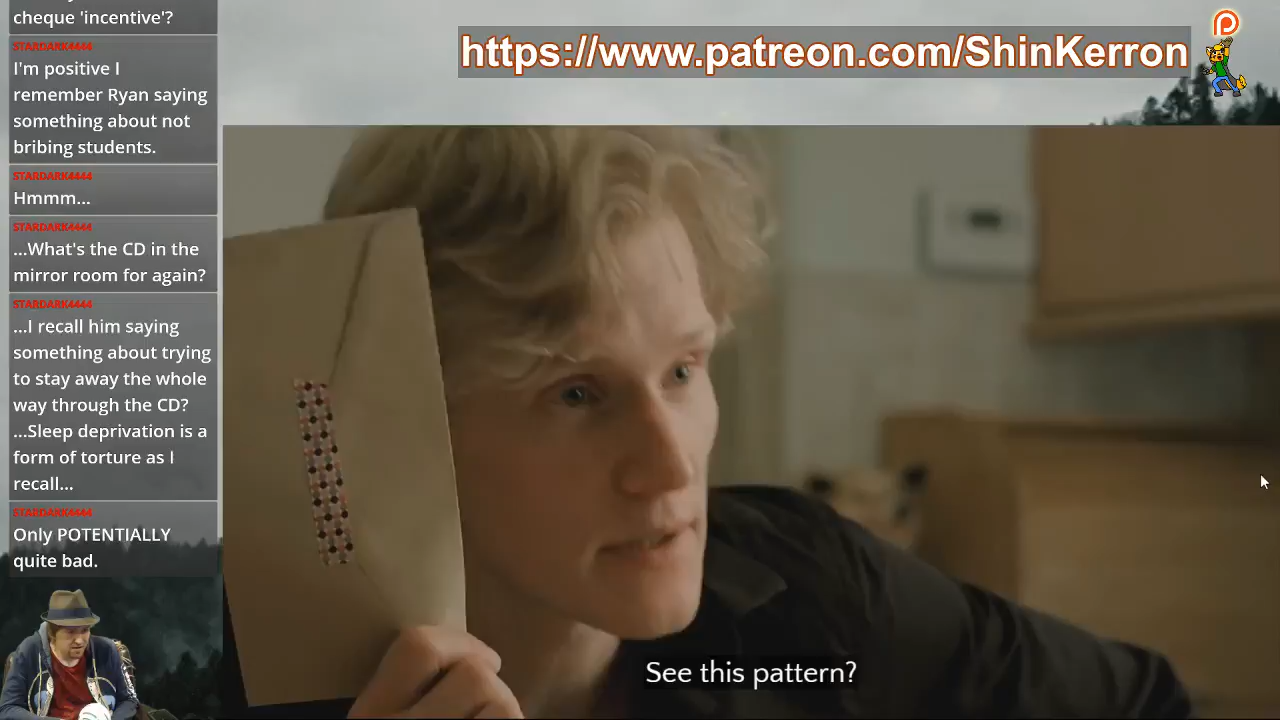 cheque 'incentive'?
STARDARK4444
I'm positive I
remember Ryan saying
something about not
bribing students.
STARDARK4444
Hmmm...
STARDARK4444
...What's the CD in the
mirror room for again?
STARDARK4444
...I recall him saying
something about trying
to stay away the whole
way through the CD?
...Sleep deprivation is a
form of torture as I
recall...
STARDARK4444
Only POTENTIALLY
quite bad.
https://www.patreon.com/ShinKerron
See this pattern?